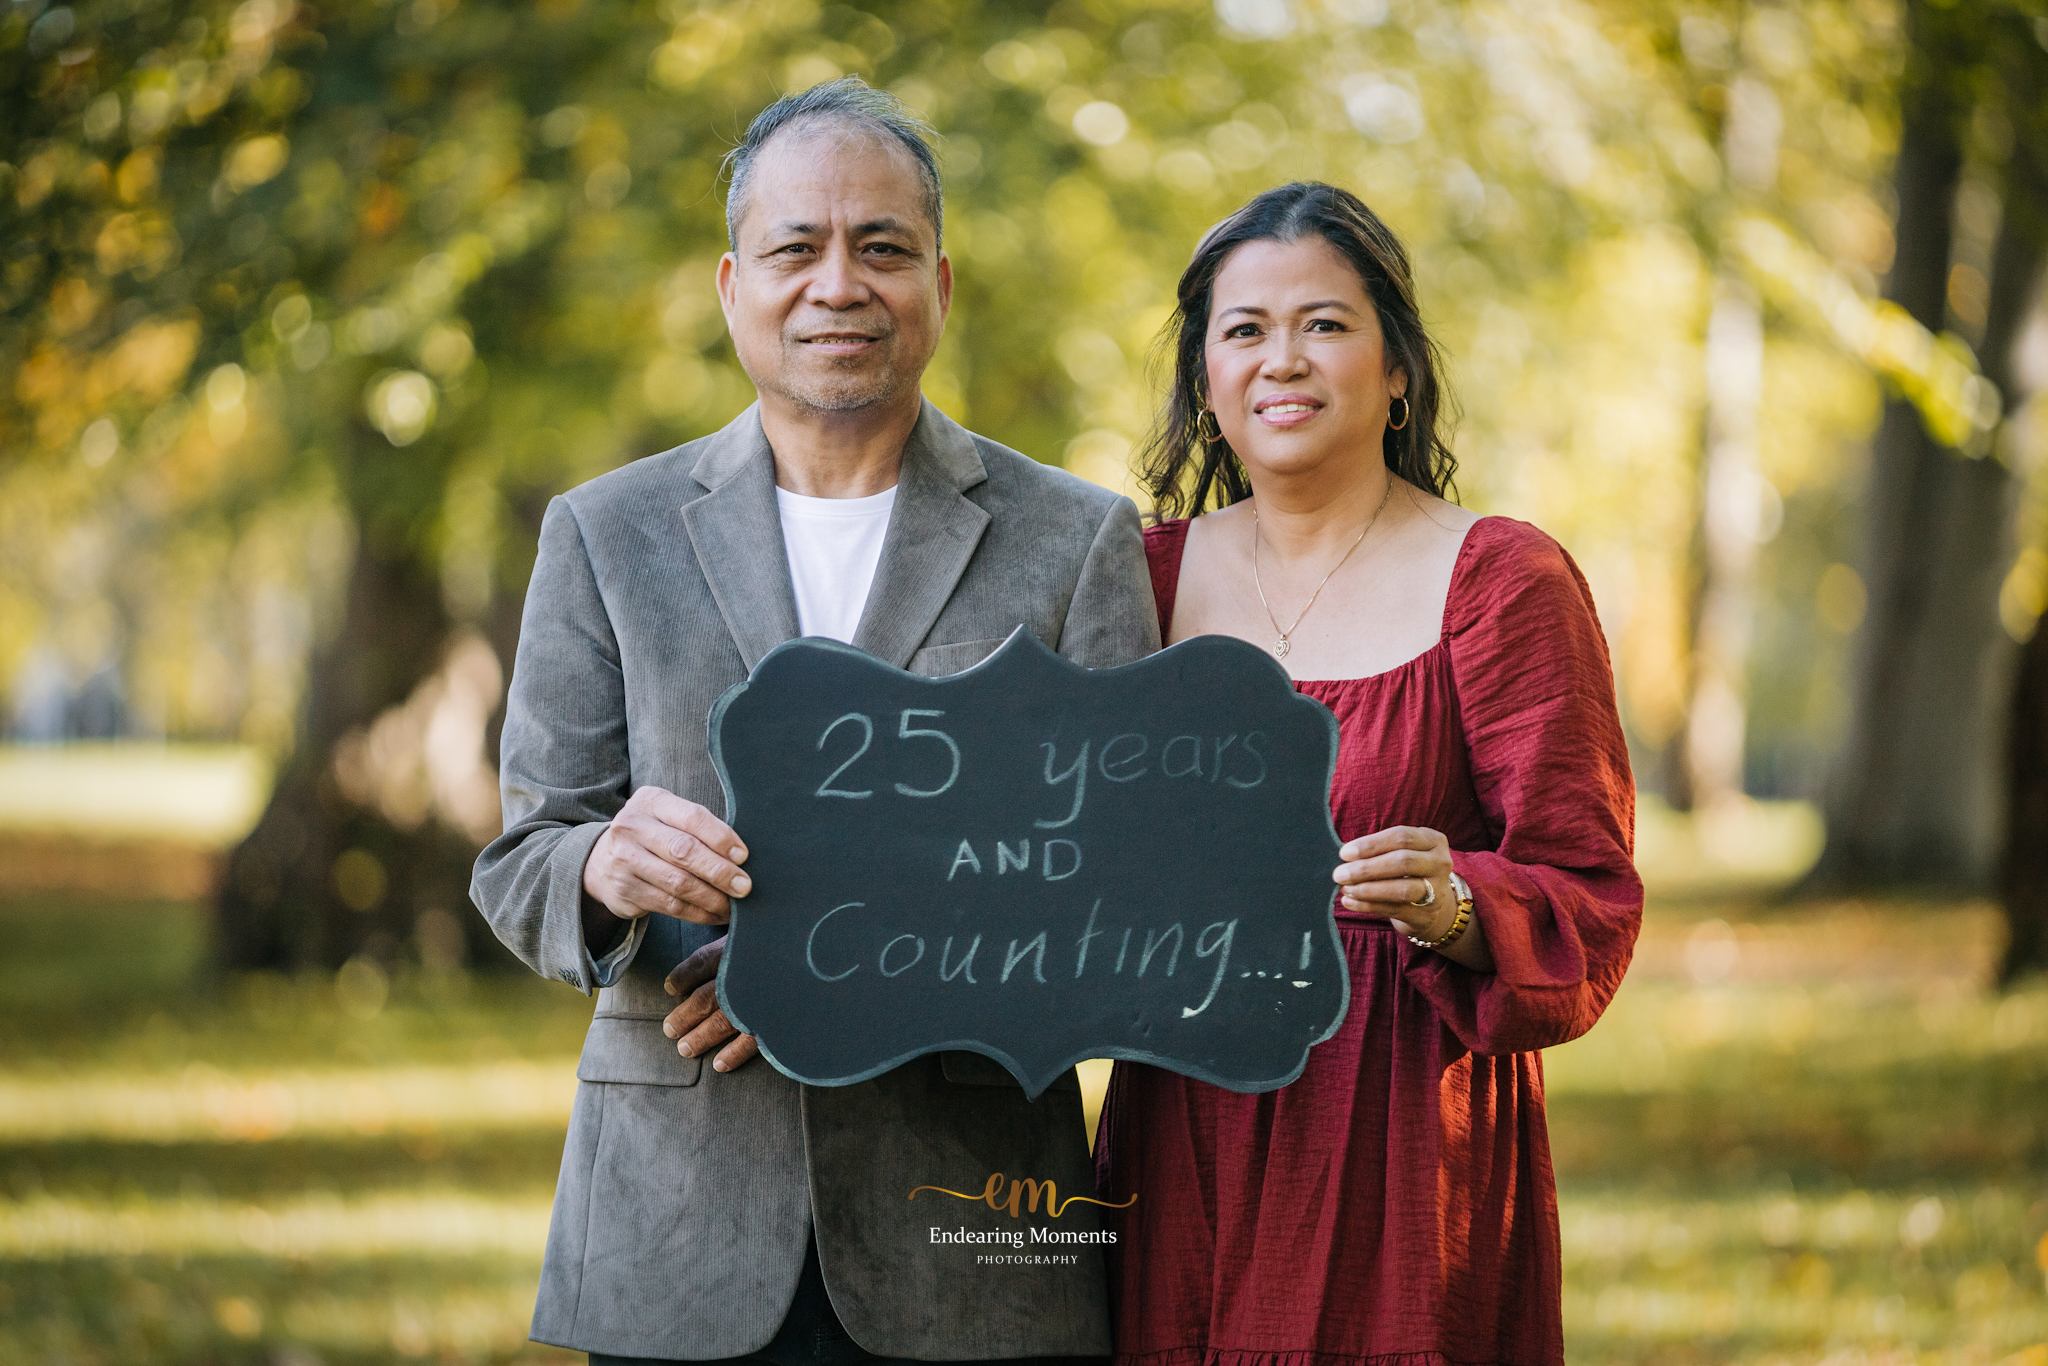 25 years
AND
Counting...!
em
Endearing Moments
PHOTOGRAPHY